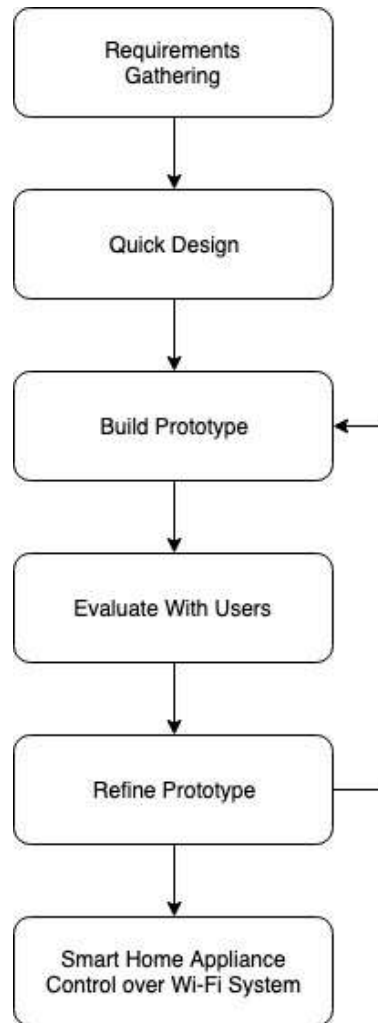 Requirements
Gathering
Quick Design
Build Prototype
Evaluate With Users
Refine Prototype
Smart Home Appliance
Control over Wi-Fi System